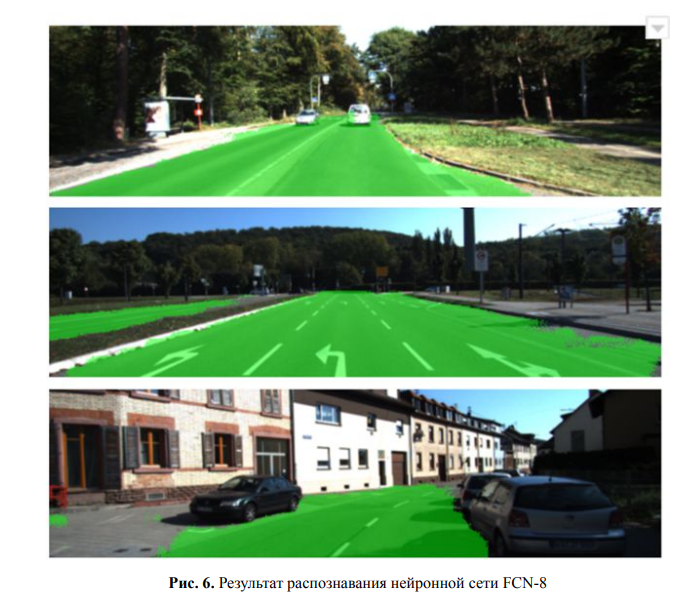 Рис. 6. Результат распознавания нейронной сети FCN-8